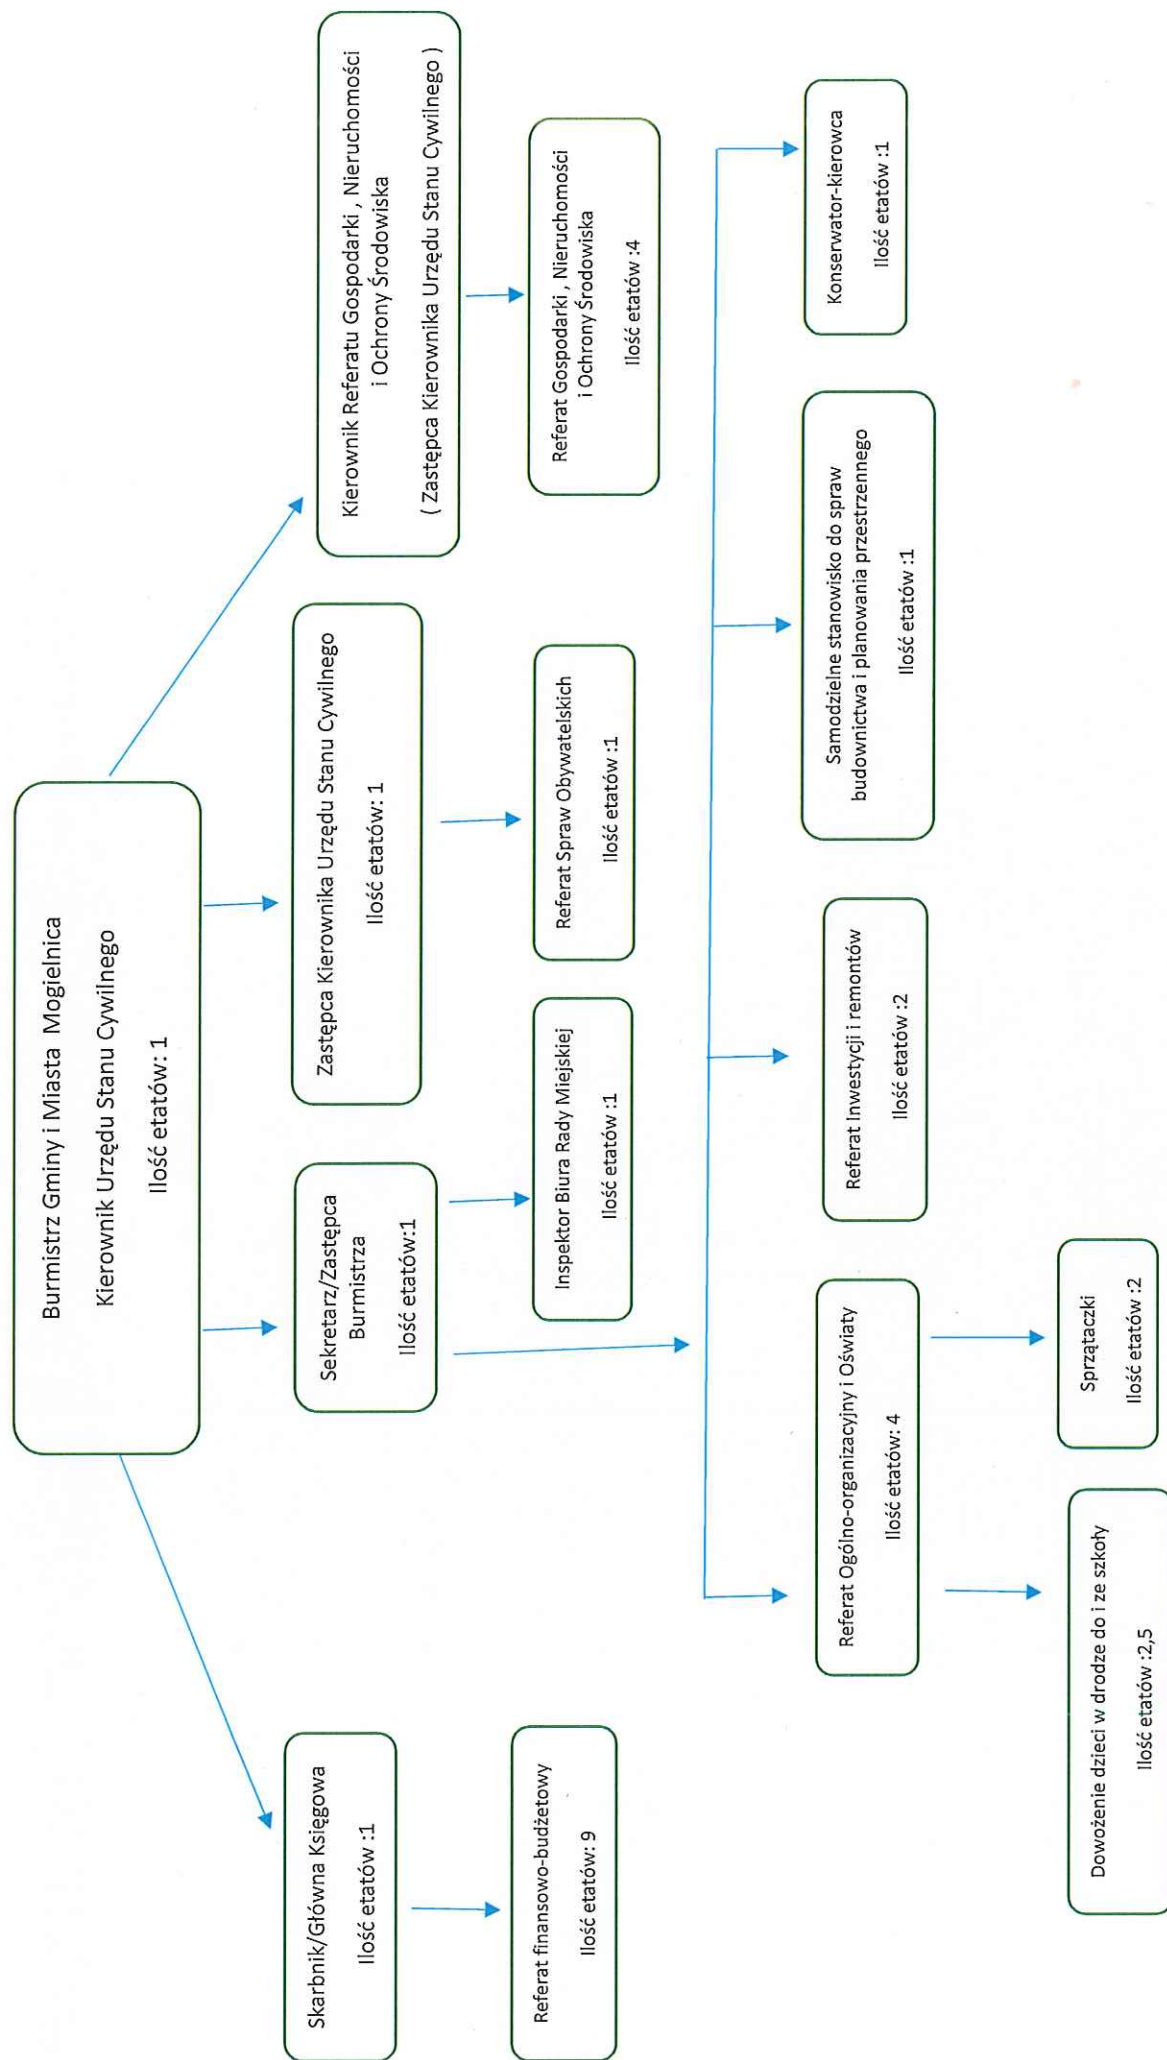 Burmistrz Gminy i Miasta Mogielnica
Kierownik Urzędu Stanu Cywilnego
Ilość etatów: 1
Skarbnik/Główna Księgowa
Ilość etatów :1
Sekretarz/Zastępca
Burmistrza
Ilość etatów:1
Zastępca Kierownika Urzędu Stanu Cywilnego
Ilość etatów: 1
Kierownik Referatu Gospodarki , Nieruchomości
i Ochrony Środowiska
( Zastępca Kierownika Urzędu Stanu Cywilnego )
Referat finansowo-budżetowy
Ilość etatów: 9
Inspektor Biura Rady Miejskiej
Ilość etatów :1
Referat Spraw Obywatelskich
Ilość etatów :1
Referat Gospodarki , Nieruchomości
i Ochrony Środowiska
Ilość etatów :4
Referat Ogólno-organizacyjny i Oświaty
Ilość etatów: 4
Referat Inwestycji i remontów
Ilość etatów :2
Samodzielne stanowisko do spraw
budownictwa i planowania przestrzennego
Ilość etatów :1
Konserwator-kierowca
Ilość etatów :1
Dowożenie dzieci w drodze do i ze szkoły
Ilość etatów :2,5
Sprzątaczki
Ilość etatów :2